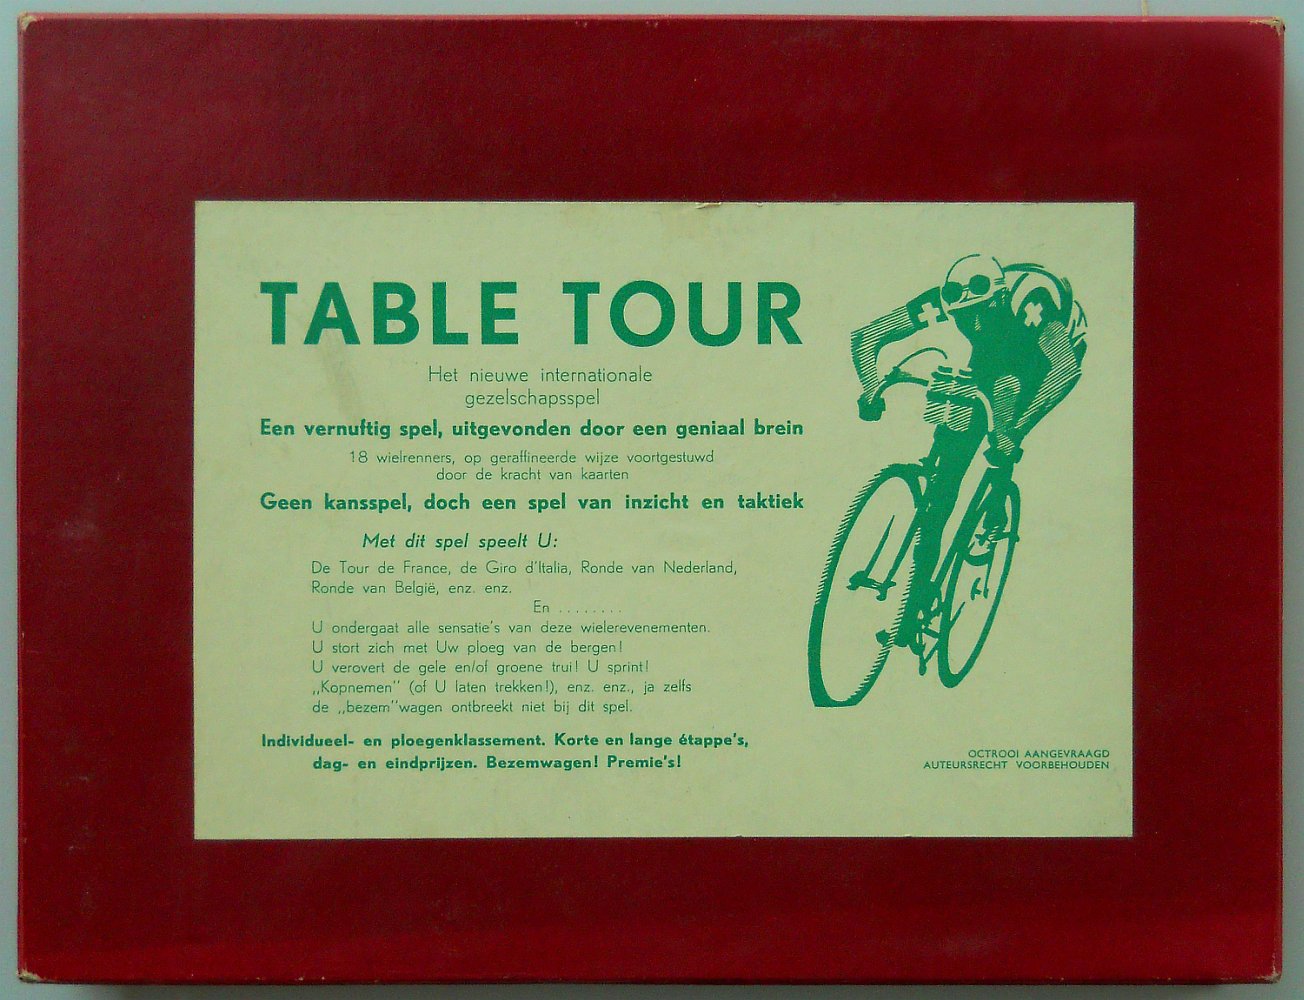 TABLE TOUR
Het nieuwe internationale
gezelschapsspel
Een vernuftig spel, uitgevonden door een geniaal brein
18 wielrenners, op geraffineerde wijze voortgestuwd
door de kracht van kaarten
Geen kansspel, doch een spel van inzicht en taktiek
Met dit spel speelt U:
De Tour de France, de Giro d'Italia, Ronde van Nederland,
Ronde van België, enz. enz.
En ........
U ondergaat alle sensatie's van deze wielerevenementen.
U stort zich met Uw ploeg van de bergen!
U verovert de gele en/of groene trui! U sprint!
„Kopnemen" (of U laten trekken!), enz. enz., ja zelfs
de „bezem"wagen ontbreekt niet bij dit spel.
Individueel- en ploegenklassement. Korte en lange étappe's,
dag- en eindprijzen. Bezemwagen! Premie's!
OCTROOI AANGEVRAAGD
AUTEURSRECHT VOORBEHOUDEN